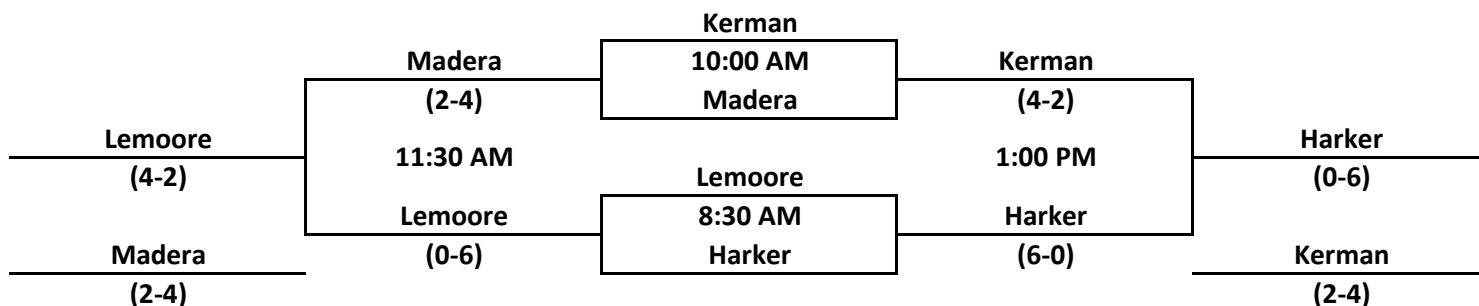 Kerman
Madera 10:00 AM Kerman
(2-4) Madera (4-2)
Lemoore 11:30 AM 1:00 PM Harker
(4-2) Lemoore (0-6)
Lemoore 8:30 AM Harker
Madera (0-6) Harker (6-0) Kerman
(2-4) (2-4)